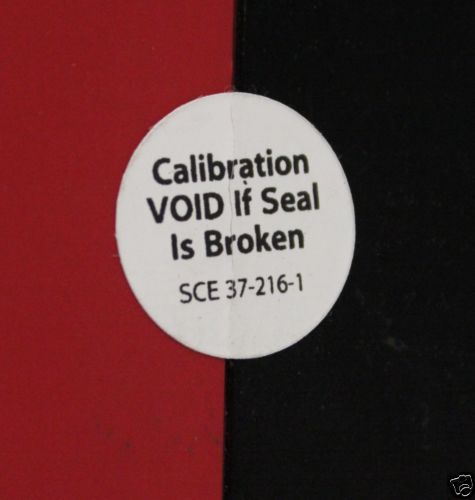 Calibration
VOID If Seal
Is Broken
SCE 37-216-1